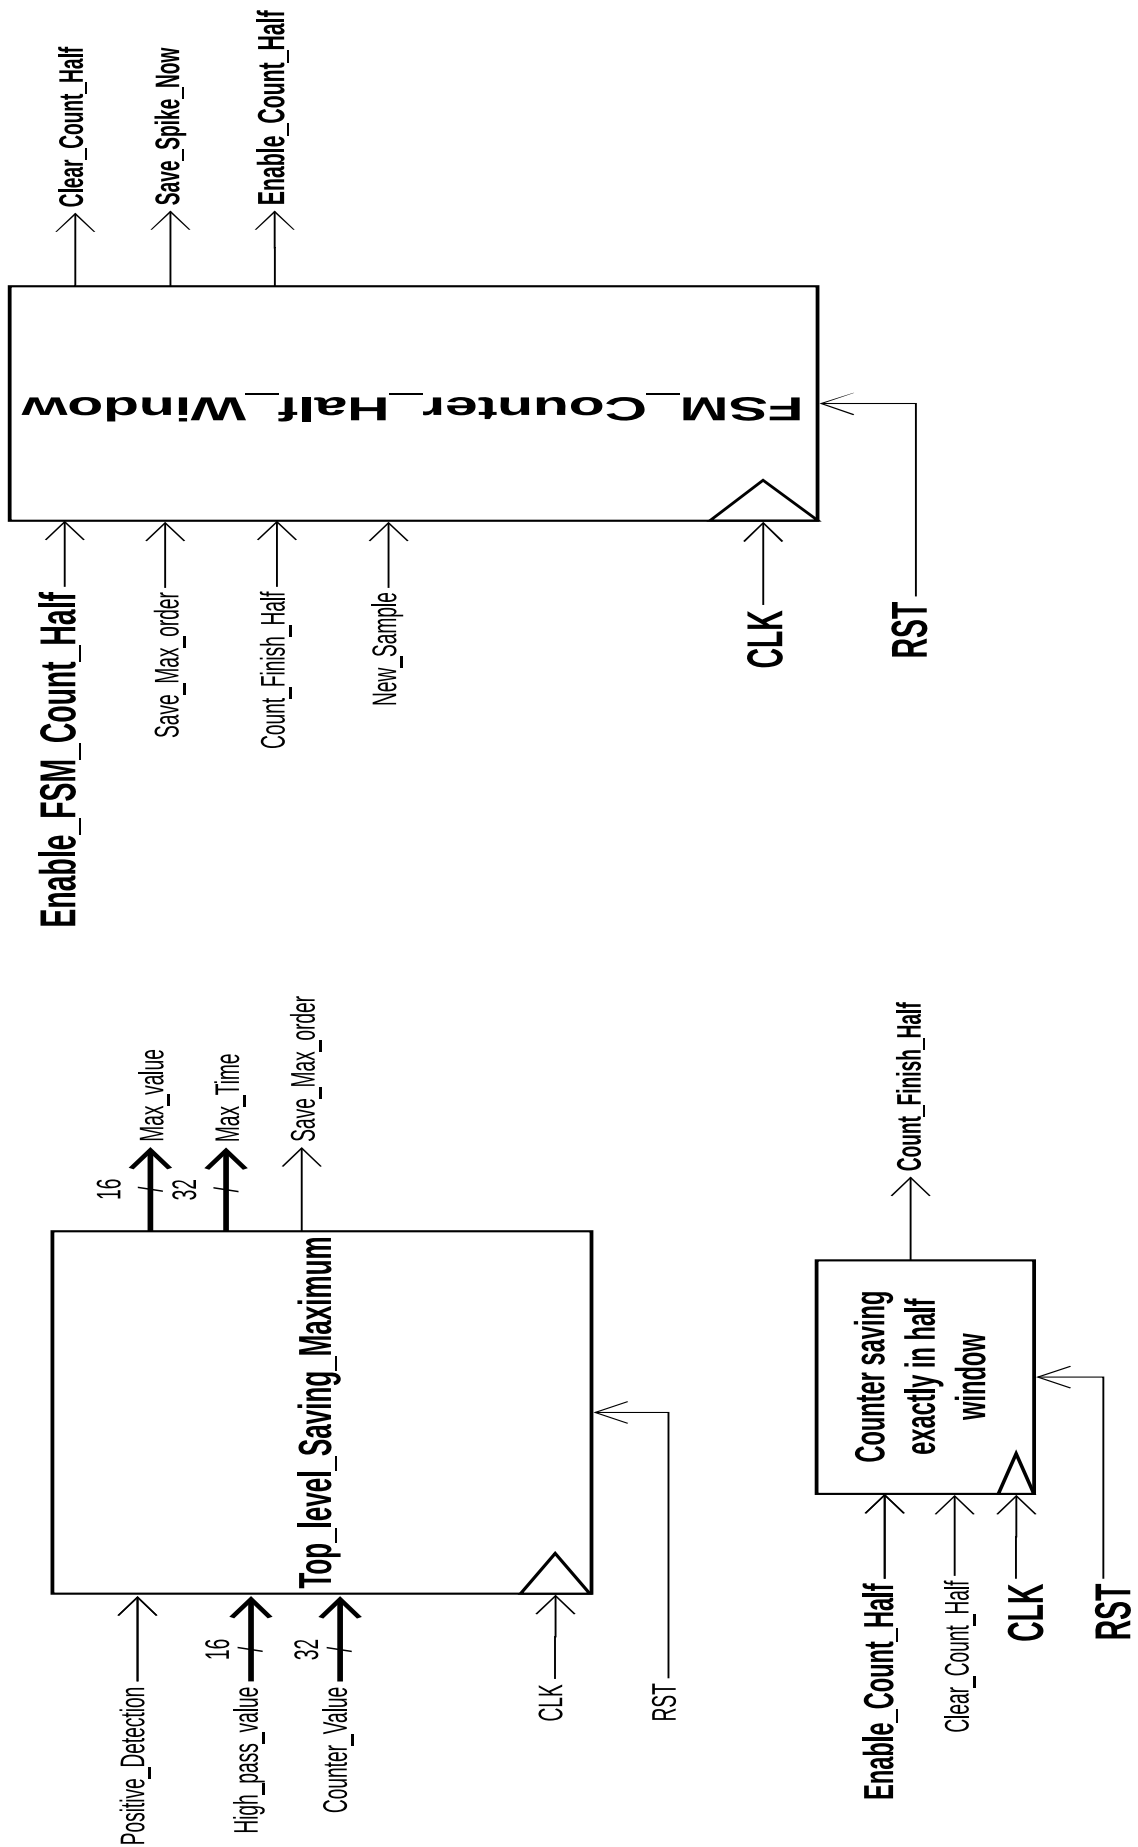 Positive_Detection
High_pass_value
16
Counter_Value
32
CLK
RST
Top_level_Saving_Maximum
16
Max_value
32
Max_Time
Save_Max_order
Enable_FSM_Count_Half
Save_Max_order
Count_Finish_Half
New_Sample
CLK
RST
FSM_Counter_Half_Window
Clear_Count_Half
Save_Spike_Now
Enable_Count_Half
Enable_Count_Half
Clear_Count_Half
CLK
RST
Counter saving
exactly in half
window
Count_Finish_Half